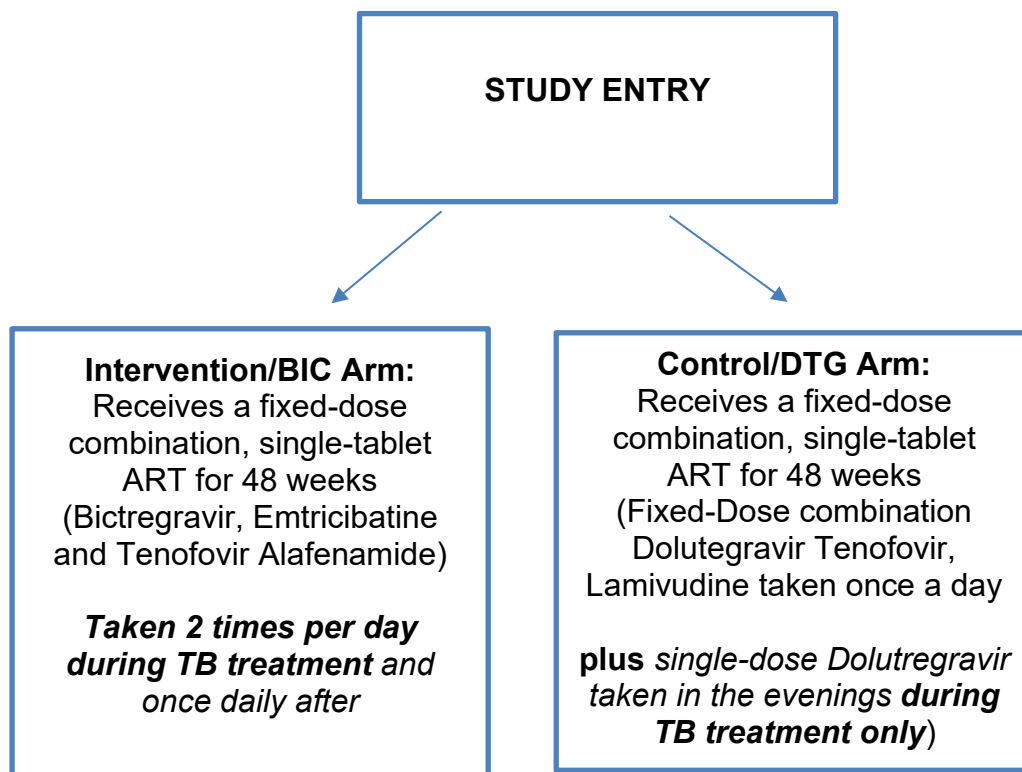 STUDY ENTRY
Intervention/BIC Arm:
Receives a fixed-dose
combination, single-tablet
ART for 48 weeks
(Bictregravir, Emtricibatine
and Tenofovir Alafenamide)
Taken 2 times per day
during TB treatment and
once daily after
Control/DTG Arm:
Receives a fixed-dose
combination, single-tablet
ART for 48 weeks
(Fixed-Dose combination
Dolutegravir Tenofovir,
Lamivudine taken once a day
plus single-dose Dolutregravir
taken in the evenings during
TB treatment only)